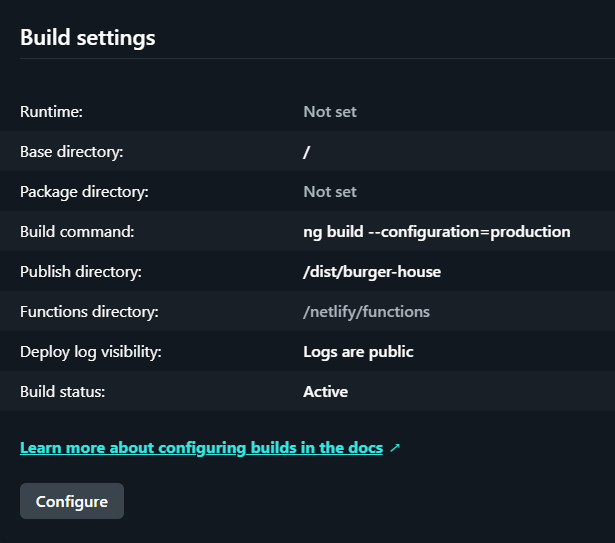 Build settings
Runtime: Not set
Base directory: /
Package directory: Not set
Build command: ng build --configuration=production
Publish directory: /dist/burger-house
Functions directory: /netlify/functions
Deploy log visibility: Logs are public
Build status: Active
Learn more about configuring builds in the docs ↗
Configure